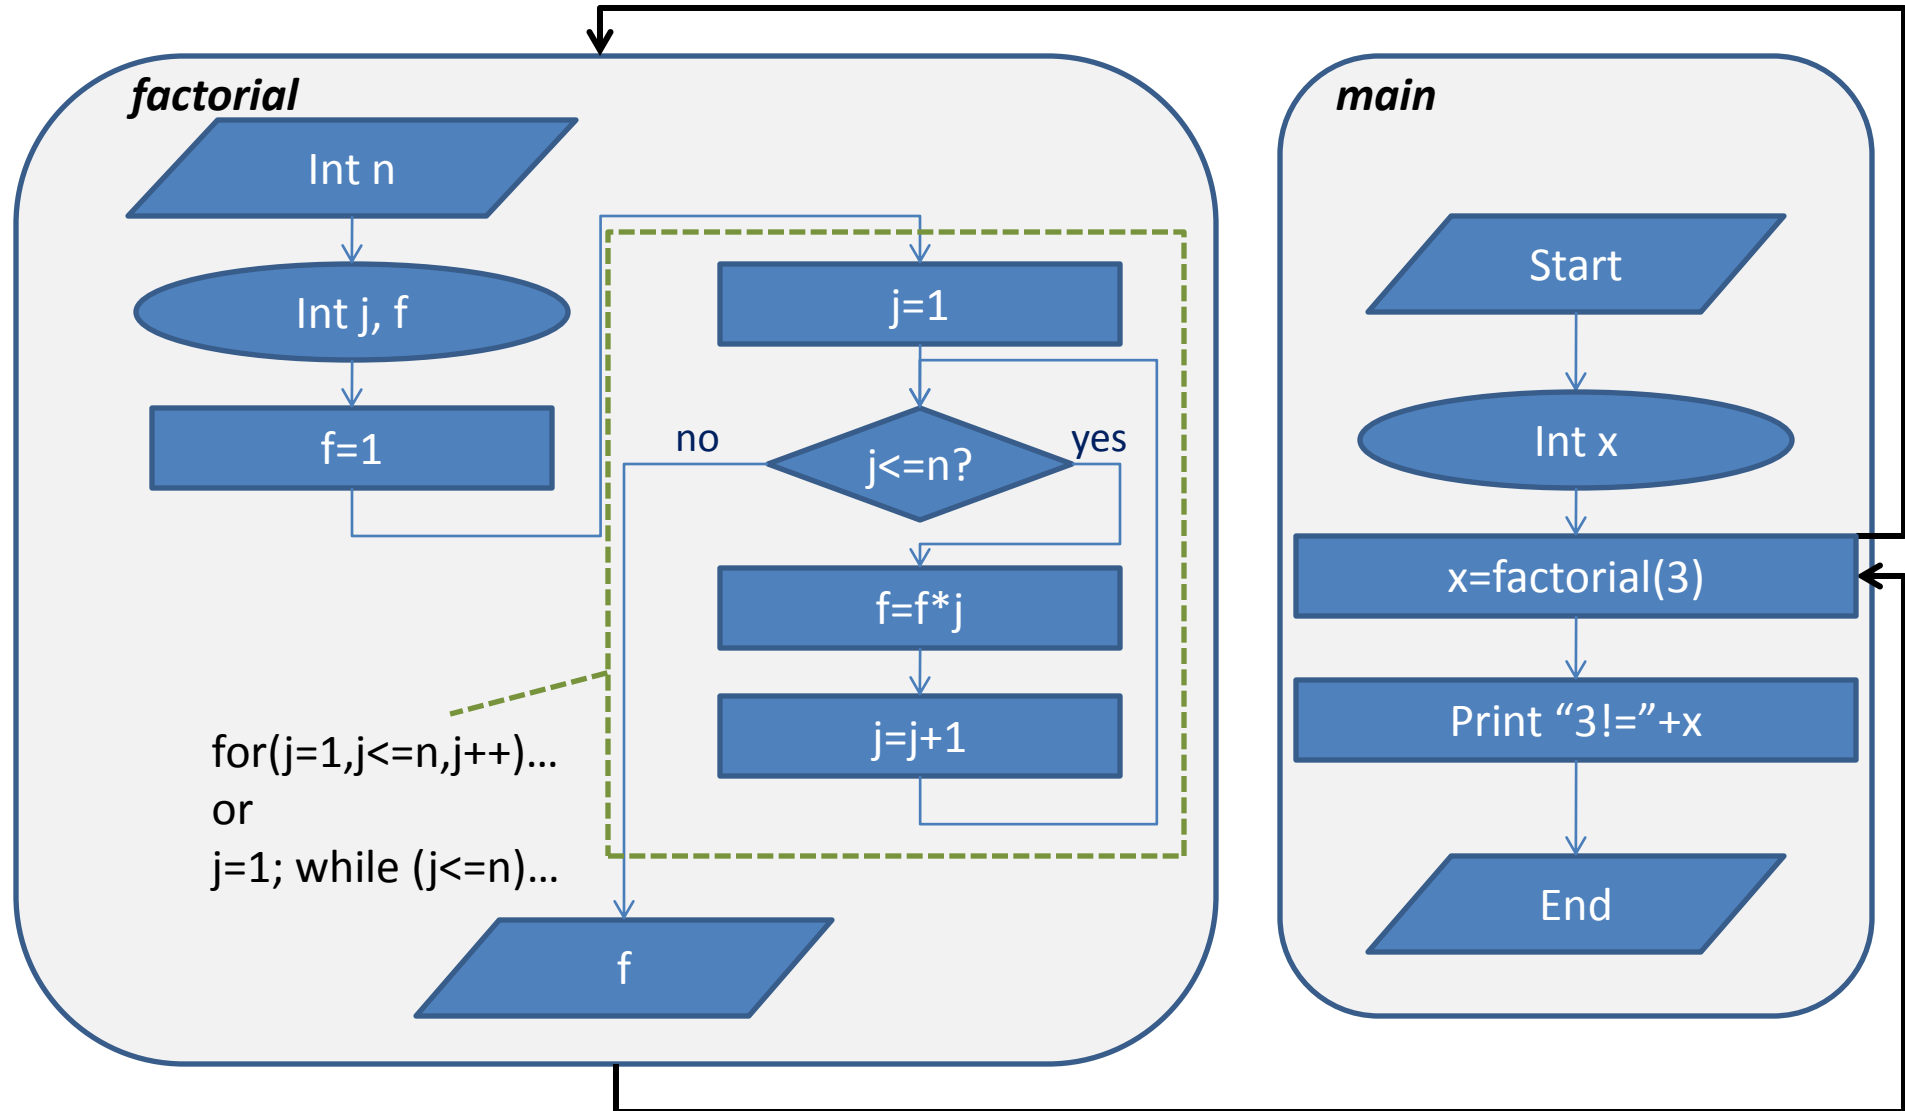 factorial
Int n
Int j, f
f=1
j=1
no
j<=n?
yes
f=f*j
j=j+1
for(j=1,j<=n,j++)...
or
j=1; while (j<=n)...
f
main
Start
Int x
x=factorial(3)
Print “3!=”+x
End